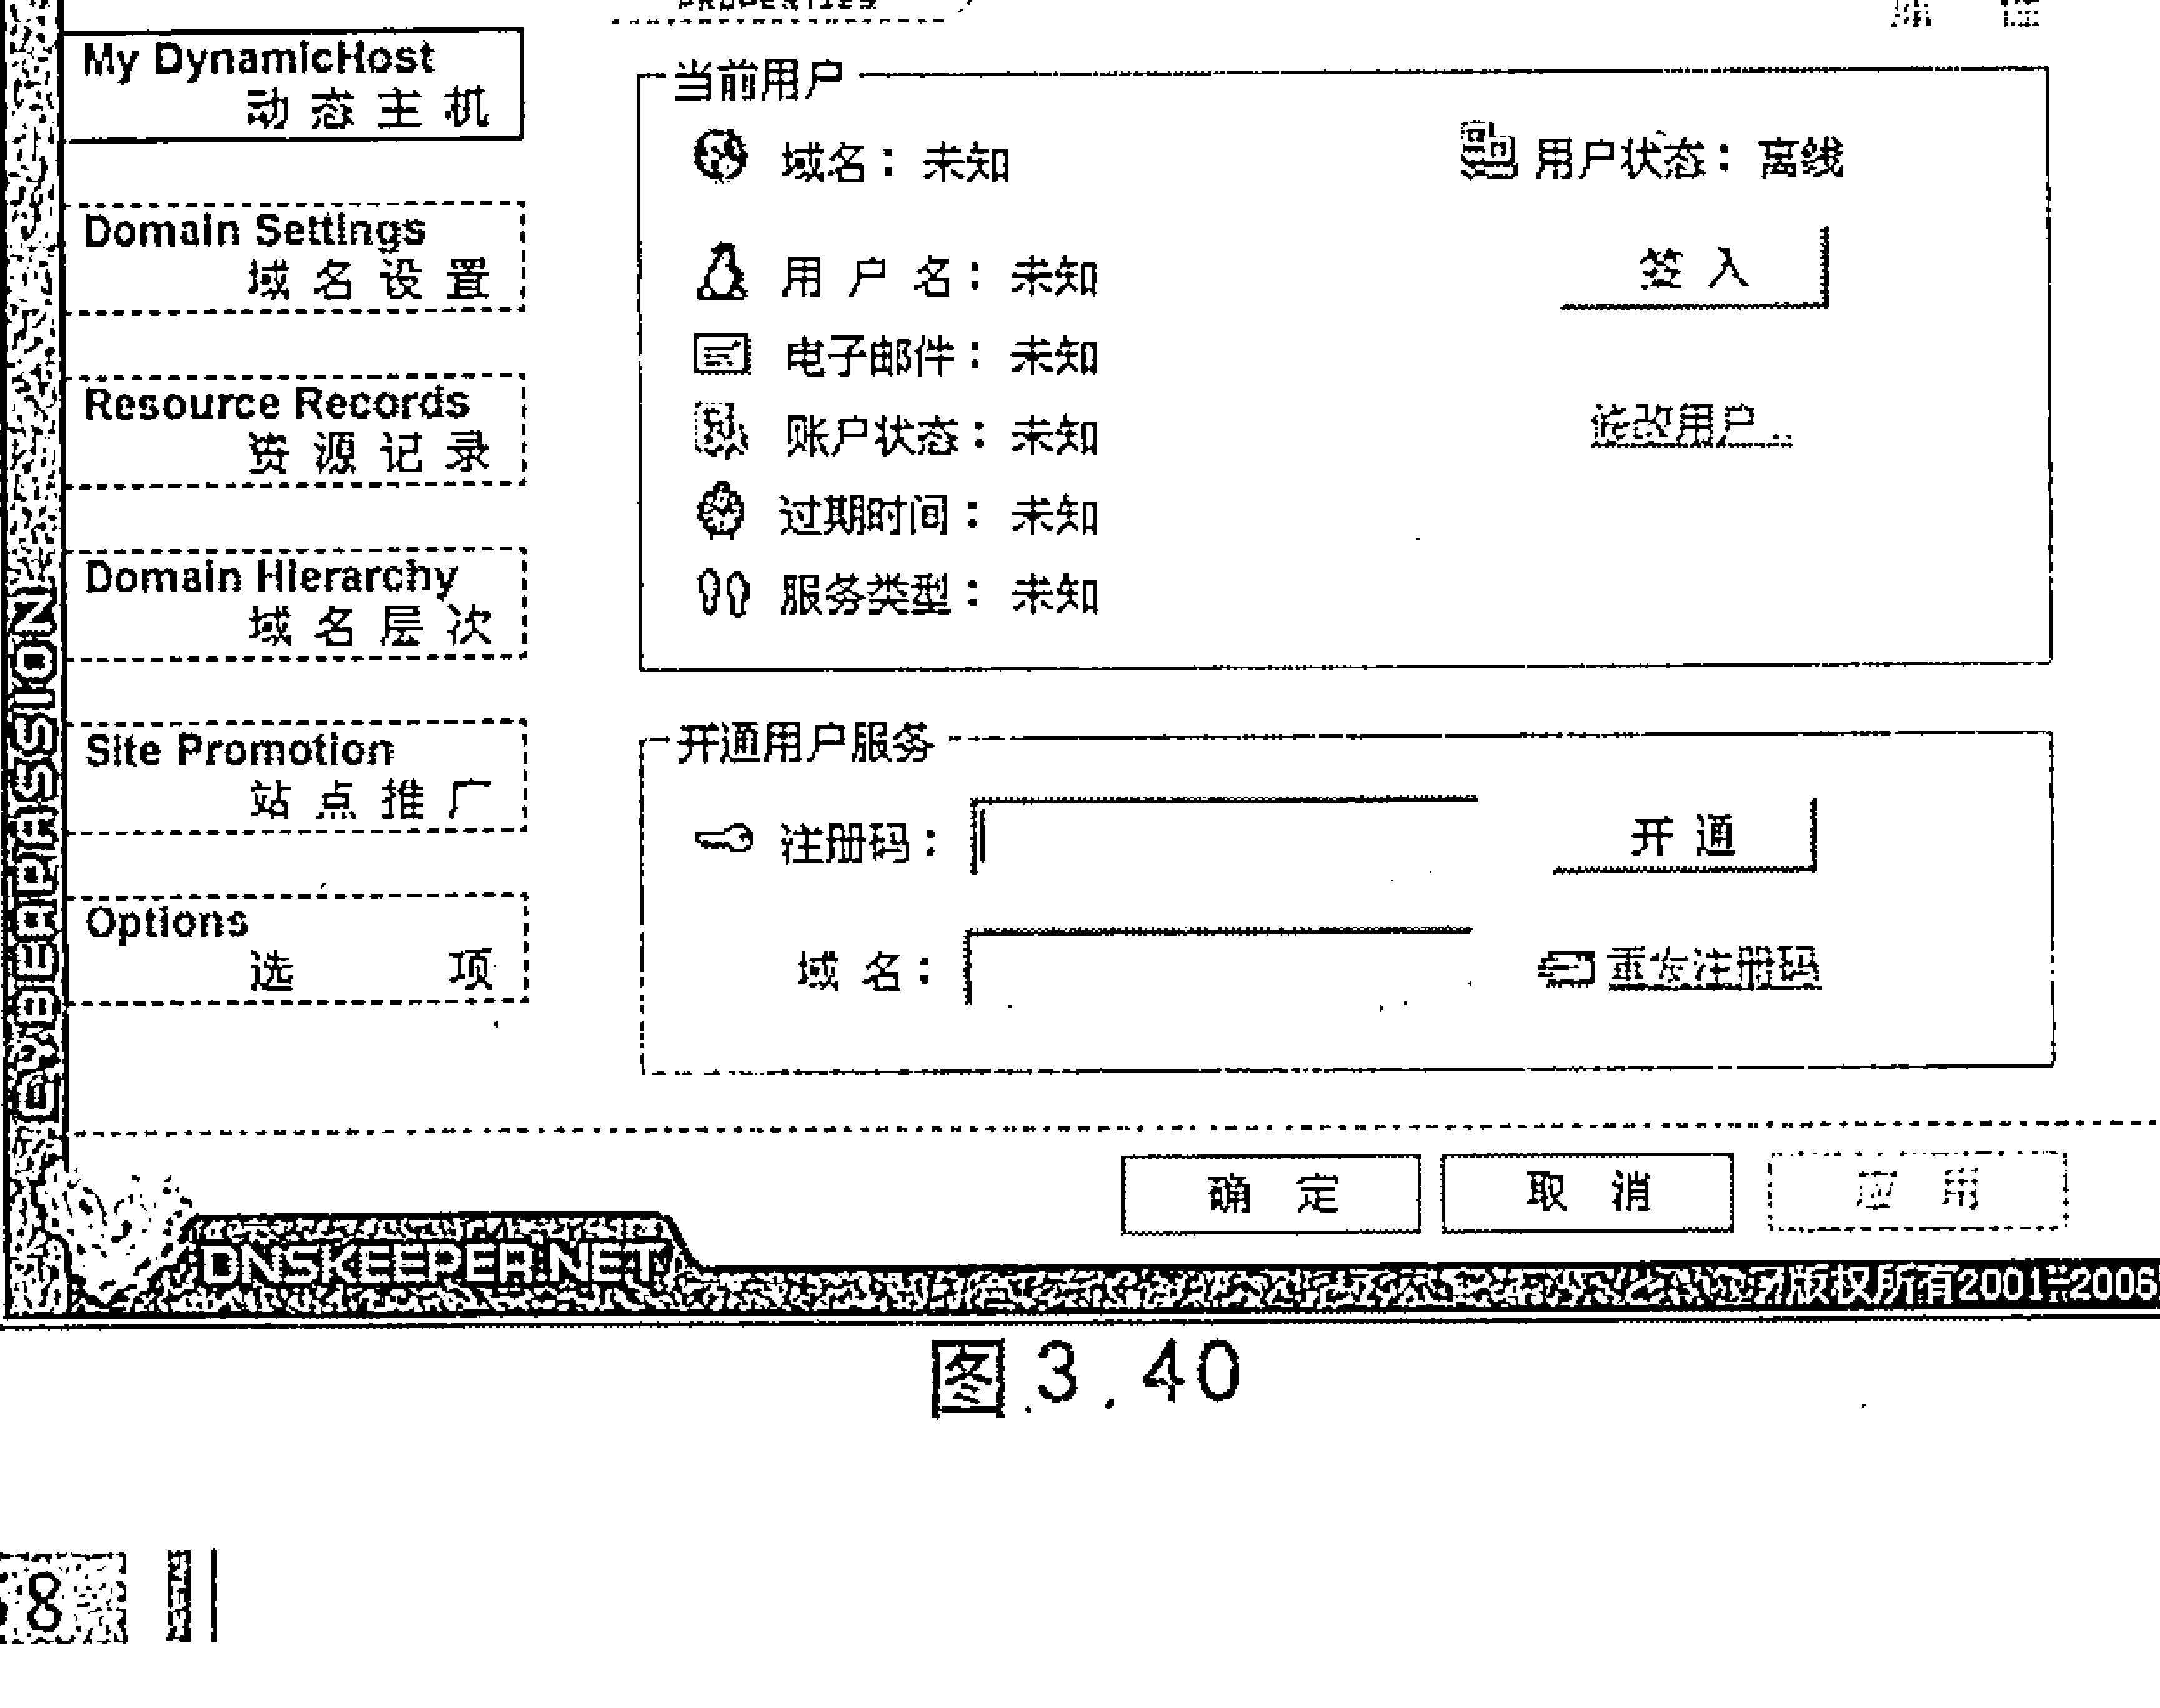 PROPERTIES
My DynamicHost
动态主机
Domain Settings
域名设置
Resource Records
资源记录
Domain Hierarchy
域名层次
Site Promotion
站点推广
Options
选 项
CYBERPASSION
当前用户
域名：未知
用户状态：离线
用户名：未知
签入
电子邮件：未知
账户状态：未知
修改用户...
过期时间：未知
服务类型：未知
开通用户服务
注册码：
开通
域名：
重发注册码
确定
取消
应用
DNSKEEPER.NET
版权所有2001-2006
图 3.40
8